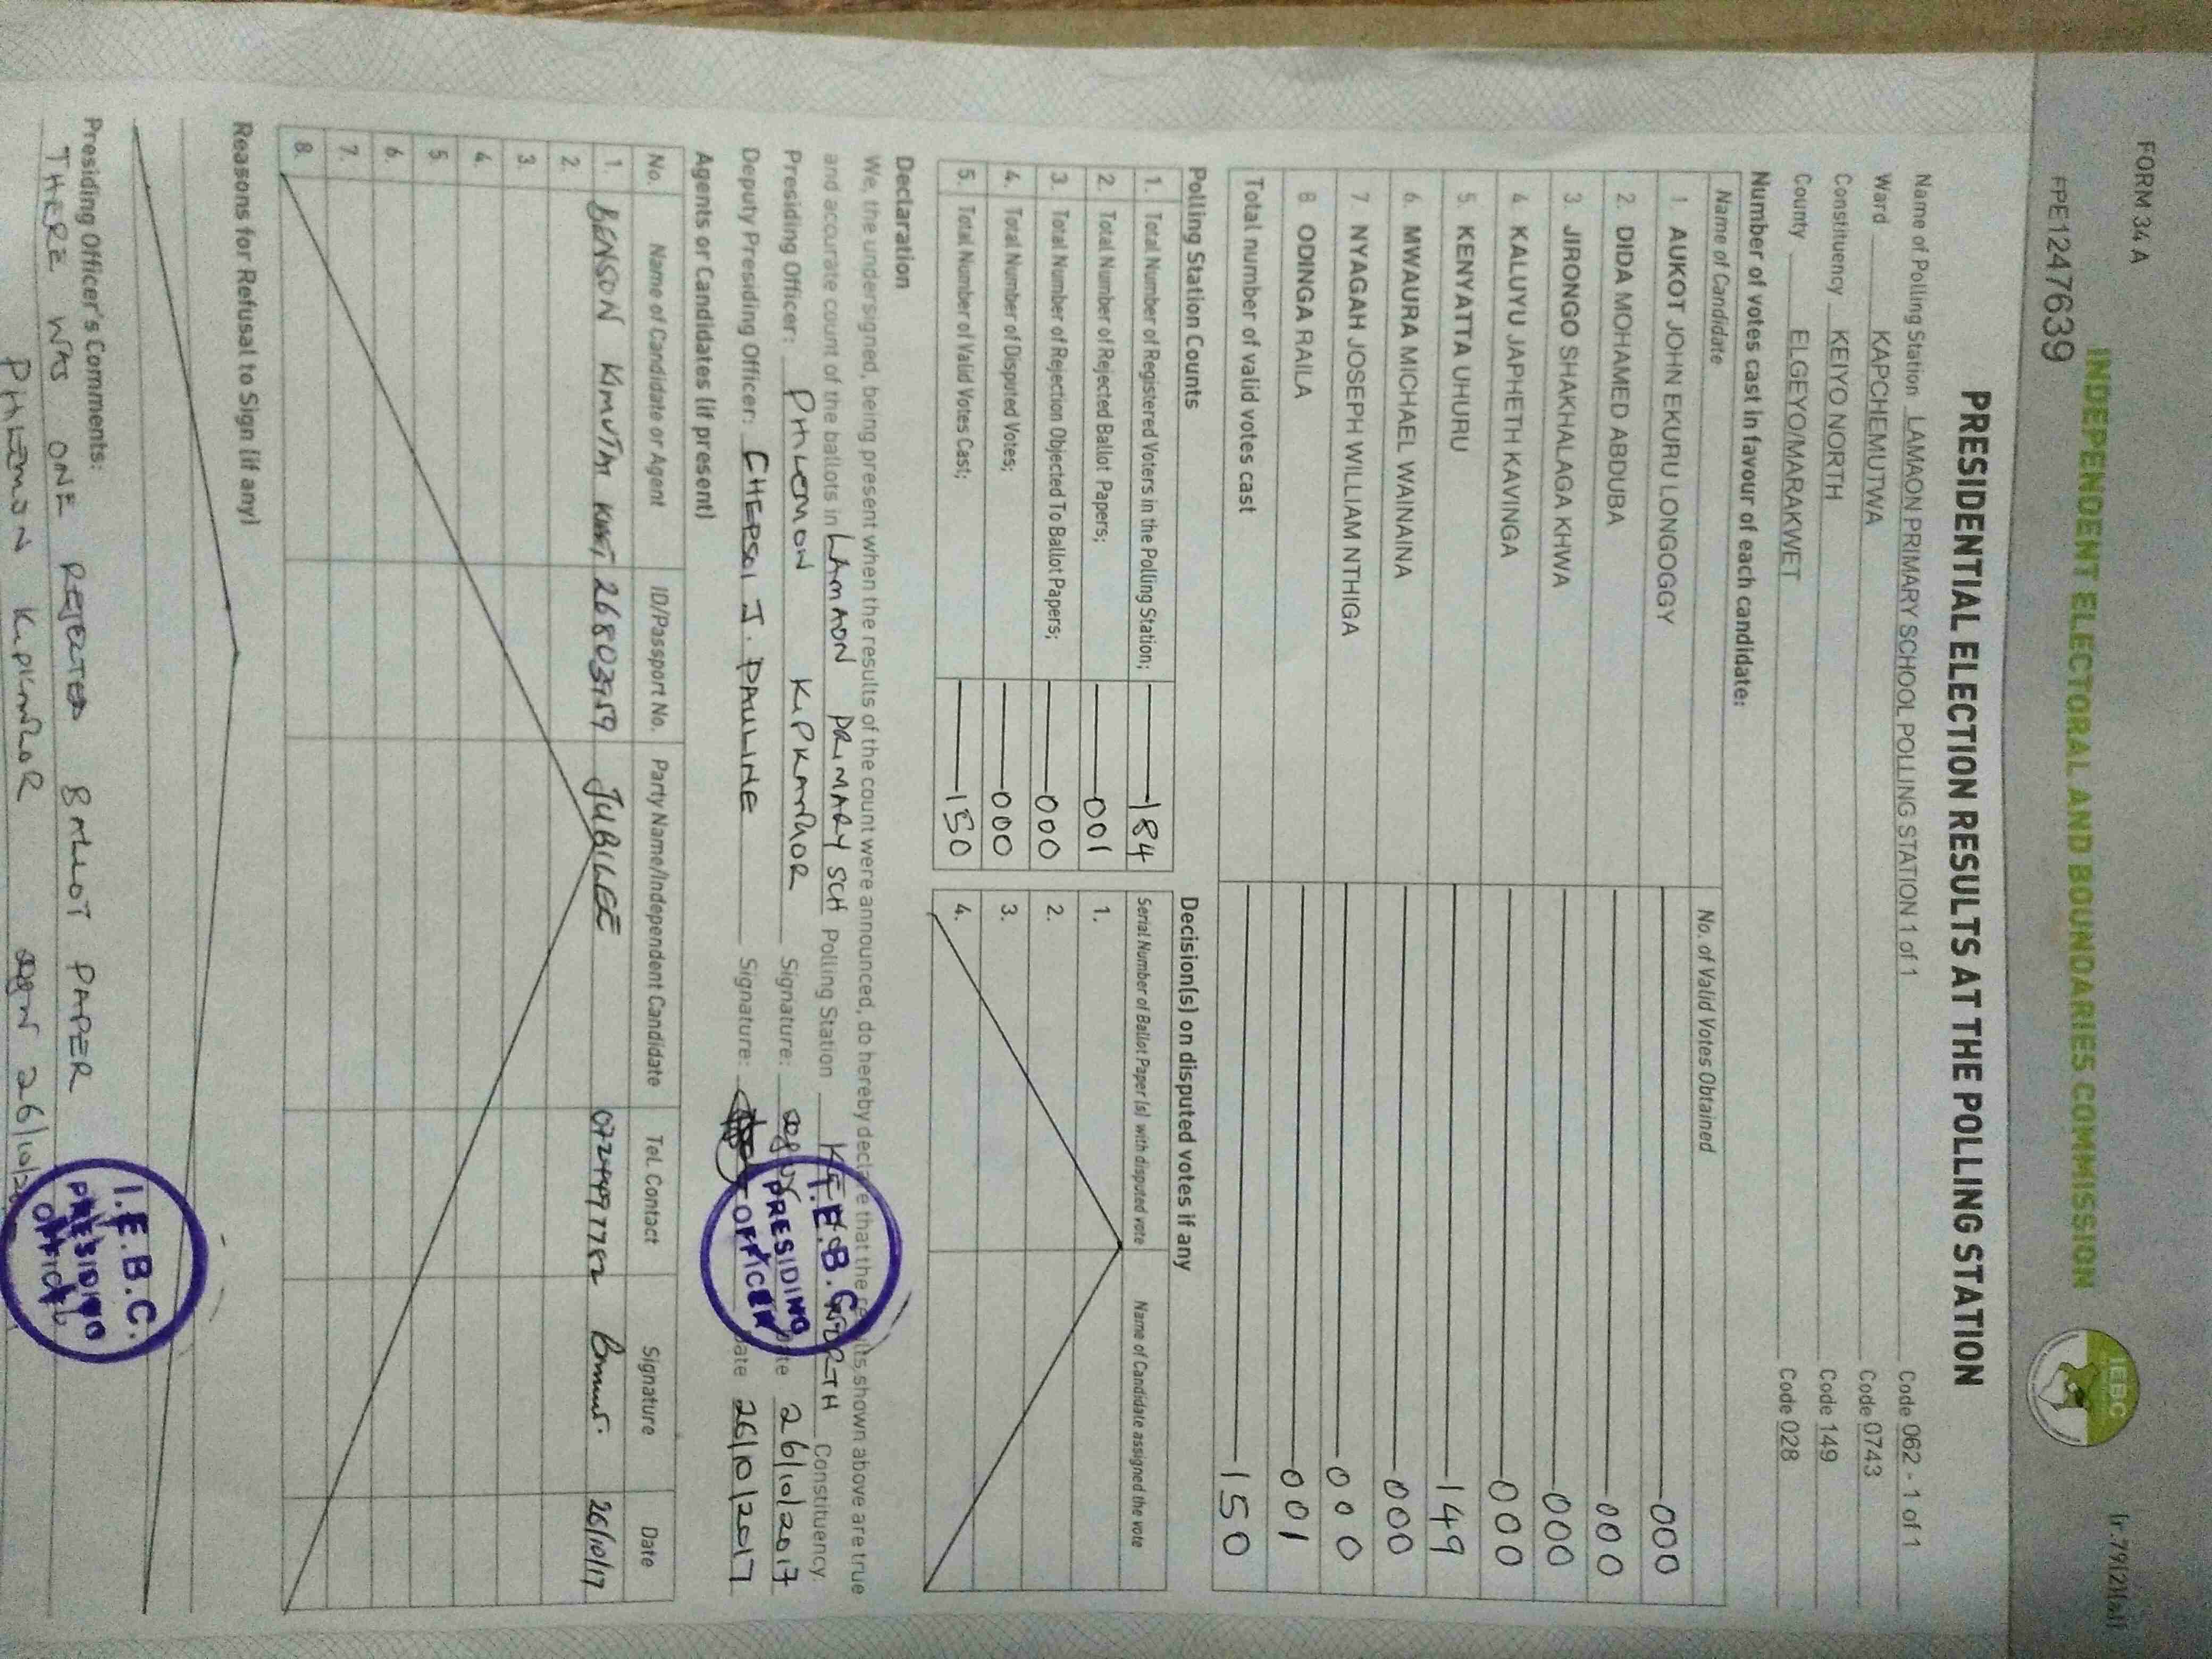 FORM 34 A
(r.79(2)(a))
INDEPENDENT ELECTORAL AND BOUNDARIES COMMISSION
IEBC
FPE1247639
PRESIDENTIAL ELECTION RESULTS AT THE POLLING STATION
Name of Polling Station LAMAON PRIMARY SCHOOL POLLING STATION 1 of 1 Code 062 - 1 of 1
Ward KAPCHEMUTWA Code 0743
Constituency KEIYO NORTH Code 149
County ELGEYO/MARAKWET Code 028
Number of votes cast in favour of each candidate:
Name of Candidate No. of Valid Votes Obtained
1. AUKOT JOHN EKURU LONGOGGY 000
2. DIDA MOHAMED ABDUBA 000
3. JIRONGO SHAKHALAGA KHWA 000
4. KALUYU JAPHETH KAVINGA 000
5. KENYATTA UHURU 149
6. MWAURA MICHAEL WAINAINA 000
7 NYAGAH JOSEPH WILLIAM NTHIGA 000
8 ODINGA RAILA 001
Total number of valid votes cast 150
Polling Station Counts
1. Total Number of Registered Voters in the Polling Station; 184
2. Total Number of Rejected Ballot Papers; 001
3. Total Number of Rejection Objected To Ballot Papers; 000
4. Total Number of Disputed Votes; 000
5. Total Number of Valid Votes Cast; 150
Decision(s) on disputed votes if any
Serial Number of Ballot Paper (s) with disputed vote Name of Candidate assigned the vote
1.
2.
3.
4.
Declaration
We, the undersigned, being present when the results of the count were announced, do hereby declare that the results shown above are true
and accurate count of the ballots in LAMAON PRIMARY SCH Polling Station KEIYO NORTH Constituency.
Presiding Officer: PHILEMON Signature: Date 26/10/2017
Deputy Presiding Officer: CHEPSOI J. PAULINE Signature: Date 26/10/2017
I.E.B.C.
PRESIDING
OFFICER
Agents or Candidates (if present)
No. Name of Candidate or Agent ID/Passport No. Party Name/Independent Candidate Tel. Contact Signature Date
1. BENSON KIMUTAI JUBILEE 26/10/17
2.
3
4
5
6.
7.
8.
Reasons for Refusal to Sign (if any)
Presiding Officer's Comments:
THERE WAS ONE REJECTED BALLOT PAPER
PHILEMON 26/10/20
I.E.B.C.
PRESIDING